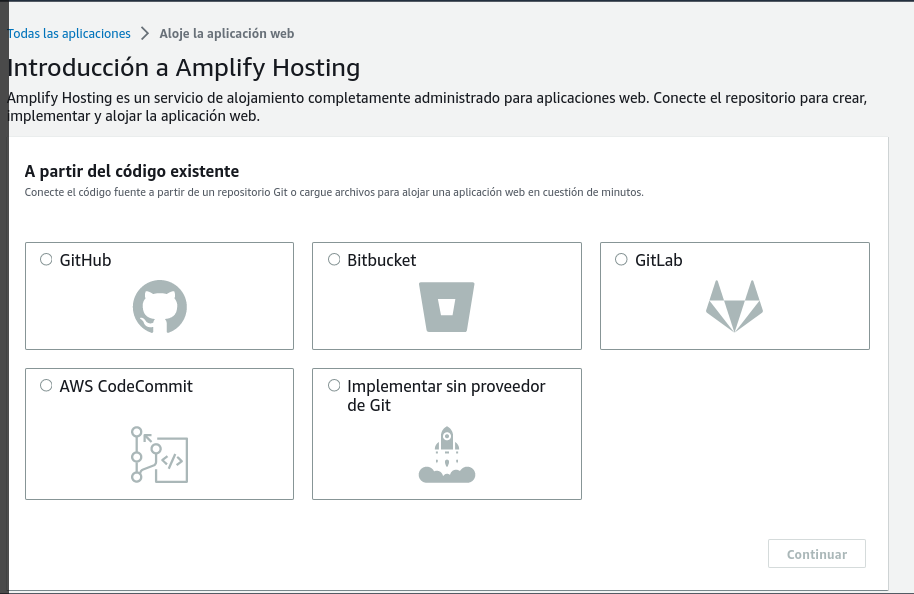 Todas las aplicaciones > Aloje la aplicación web
Introducción a Amplify Hosting
Amplify Hosting es un servicio de alojamiento completamente administrado para aplicaciones web. Conecte el repositorio para crear,
implementar y alojar la aplicación web.
A partir del código existente
Conecte el código fuente a partir de un repositorio Git o cargue archivos para alojar una aplicación web en cuestión de minutos.
GitHub
Bitbucket
GitLab
AWS CodeCommit
Implementar sin proveedor
de Git
</>
Continuar